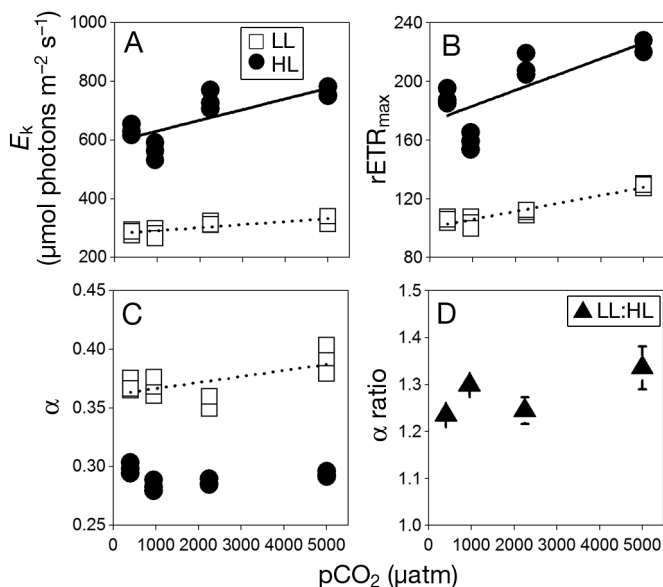 A
LL
HL
1000
800
600
400
200
Eₖ
(µmol photons m⁻² s⁻¹)
B
240
200
160
120
80
rETRₘₐₓ
C
0.45
0.40
0.35
0.30
0.25
α
0 1000 2000 3000 4000 5000
D
LL:HL
1.5
1.4
1.3
1.2
1.1
1.0
α ratio
0 1000 2000 3000 4000 5000
pCO₂ (µatm)